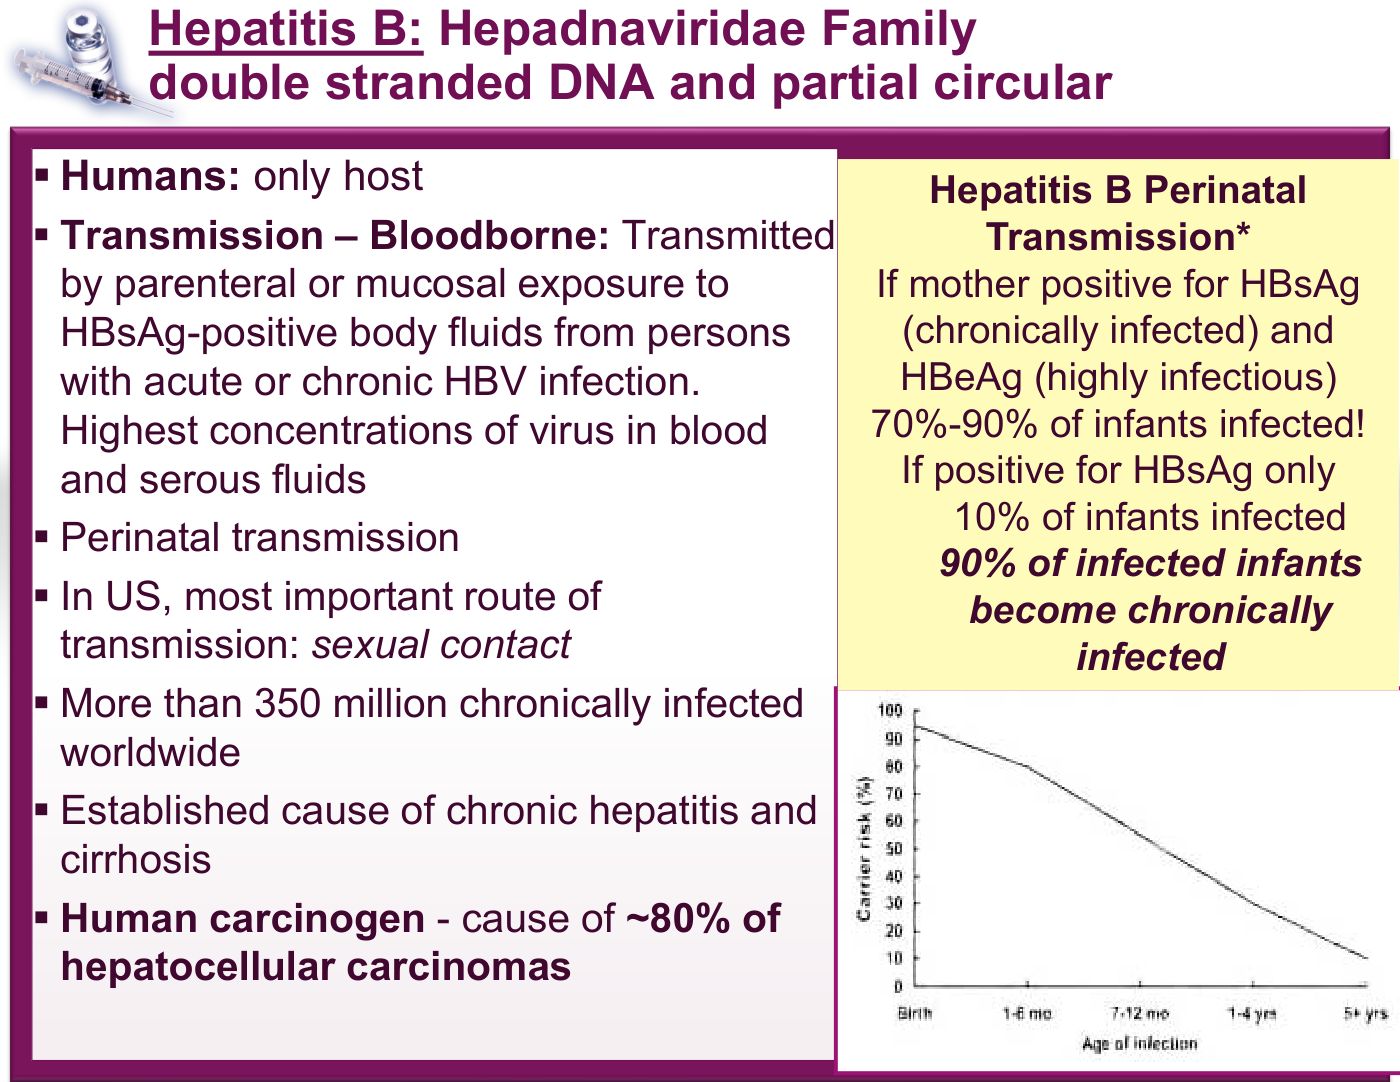 Hepatitis B: Hepadnaviridae Family
double stranded DNA and partial circular
▪ Humans: only host
▪ Transmission – Bloodborne: Transmitted
by parenteral or mucosal exposure to
HBsAg-positive body fluids from persons
with acute or chronic HBV infection.
Highest concentrations of virus in blood
and serous fluids
▪ Perinatal transmission
▪ In US, most important route of
transmission: sexual contact
▪ More than 350 million chronically infected
worldwide
▪ Established cause of chronic hepatitis and
cirrhosis
▪ Human carcinogen - cause of ~80% of
hepatocellular carcinomas
Hepatitis B Perinatal
Transmission*
If mother positive for HBsAg
(chronically infected) and
HBeAg (highly infectious)
70%-90% of infants infected!
If positive for HBsAg only
10% of infants infected
90% of infected infants
become chronically
infected
100
90
80
70
60
50
40
30
20
10
0
Carrier risk (%)
Birth 1-6 mo 7-12 mo 1-4 yrs 5+ yrs
Age of infection